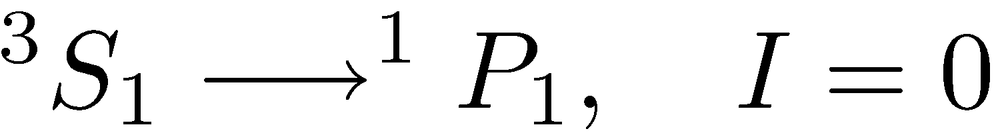 ³S₁ ⟶ ¹P₁, I = 0